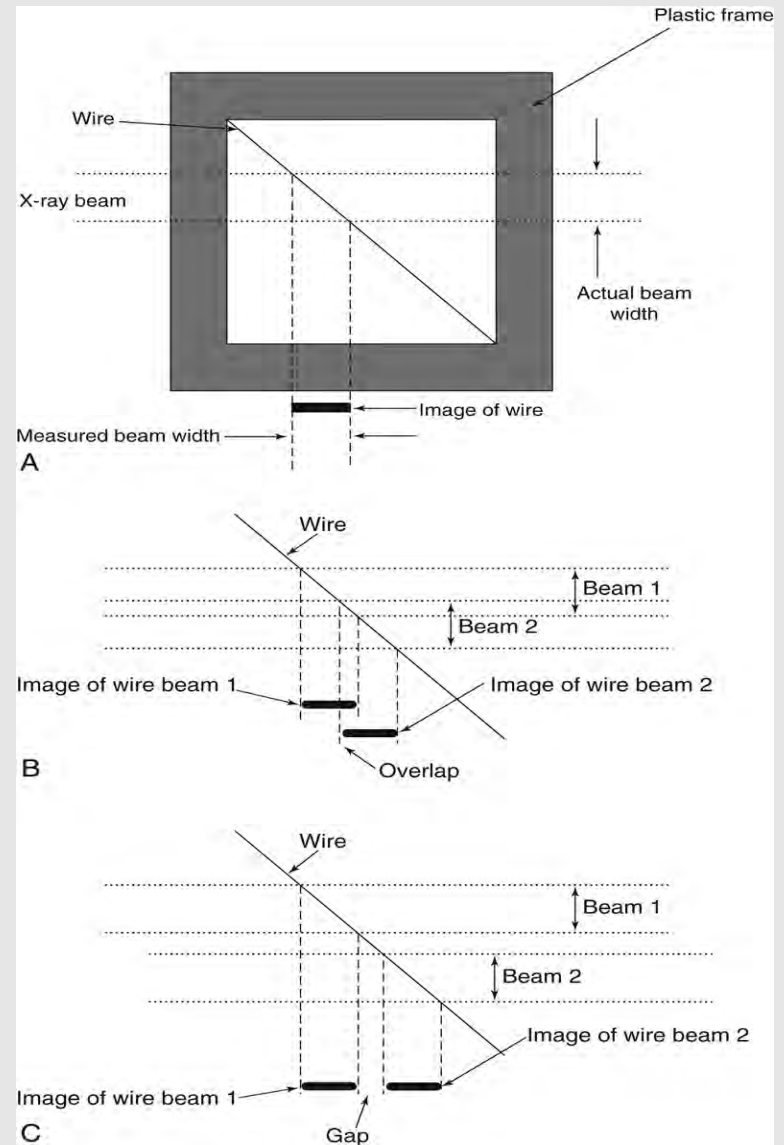 Plastic frame
Wire
X-ray beam
Actual beam
width
Image of wire
Measured beam width
A
Wire
Beam 1
Beam 2
Image of wire beam 1
Image of wire beam 2
Overlap
B
Wire
Beam 1
Beam 2
Image of wire beam 2
Image of wire beam 1
Gap
C